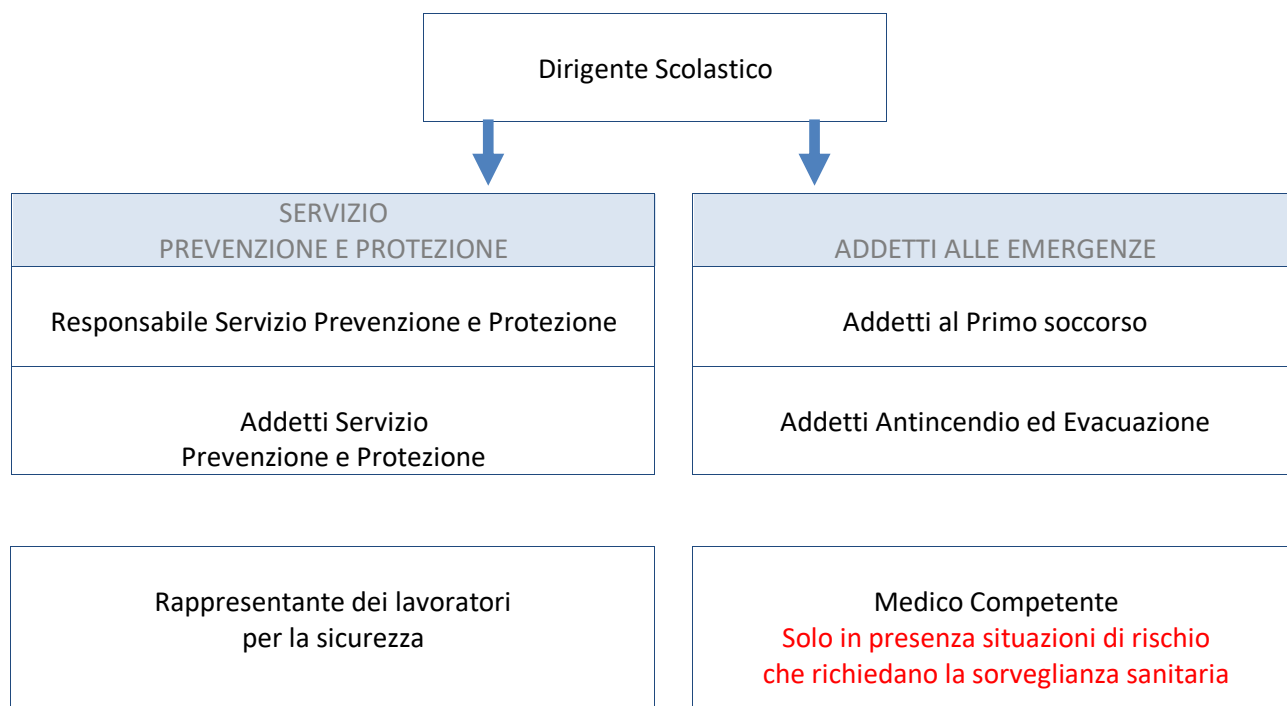 Dirigente Scolastico
SERVIZIO
PREVENZIONE E PROTEZIONE
Responsabile Servizio Prevenzione e Protezione
Addetti Servizio
Prevenzione e Protezione
ADDETTI ALLE EMERGENZE
Addetti al Primo soccorso
Addetti Antincendio ed Evacuazione
Rappresentante dei lavoratori
per la sicurezza
Medico Competente
Solo in presenza situazioni di rischio
che richiedano la sorveglianza sanitaria